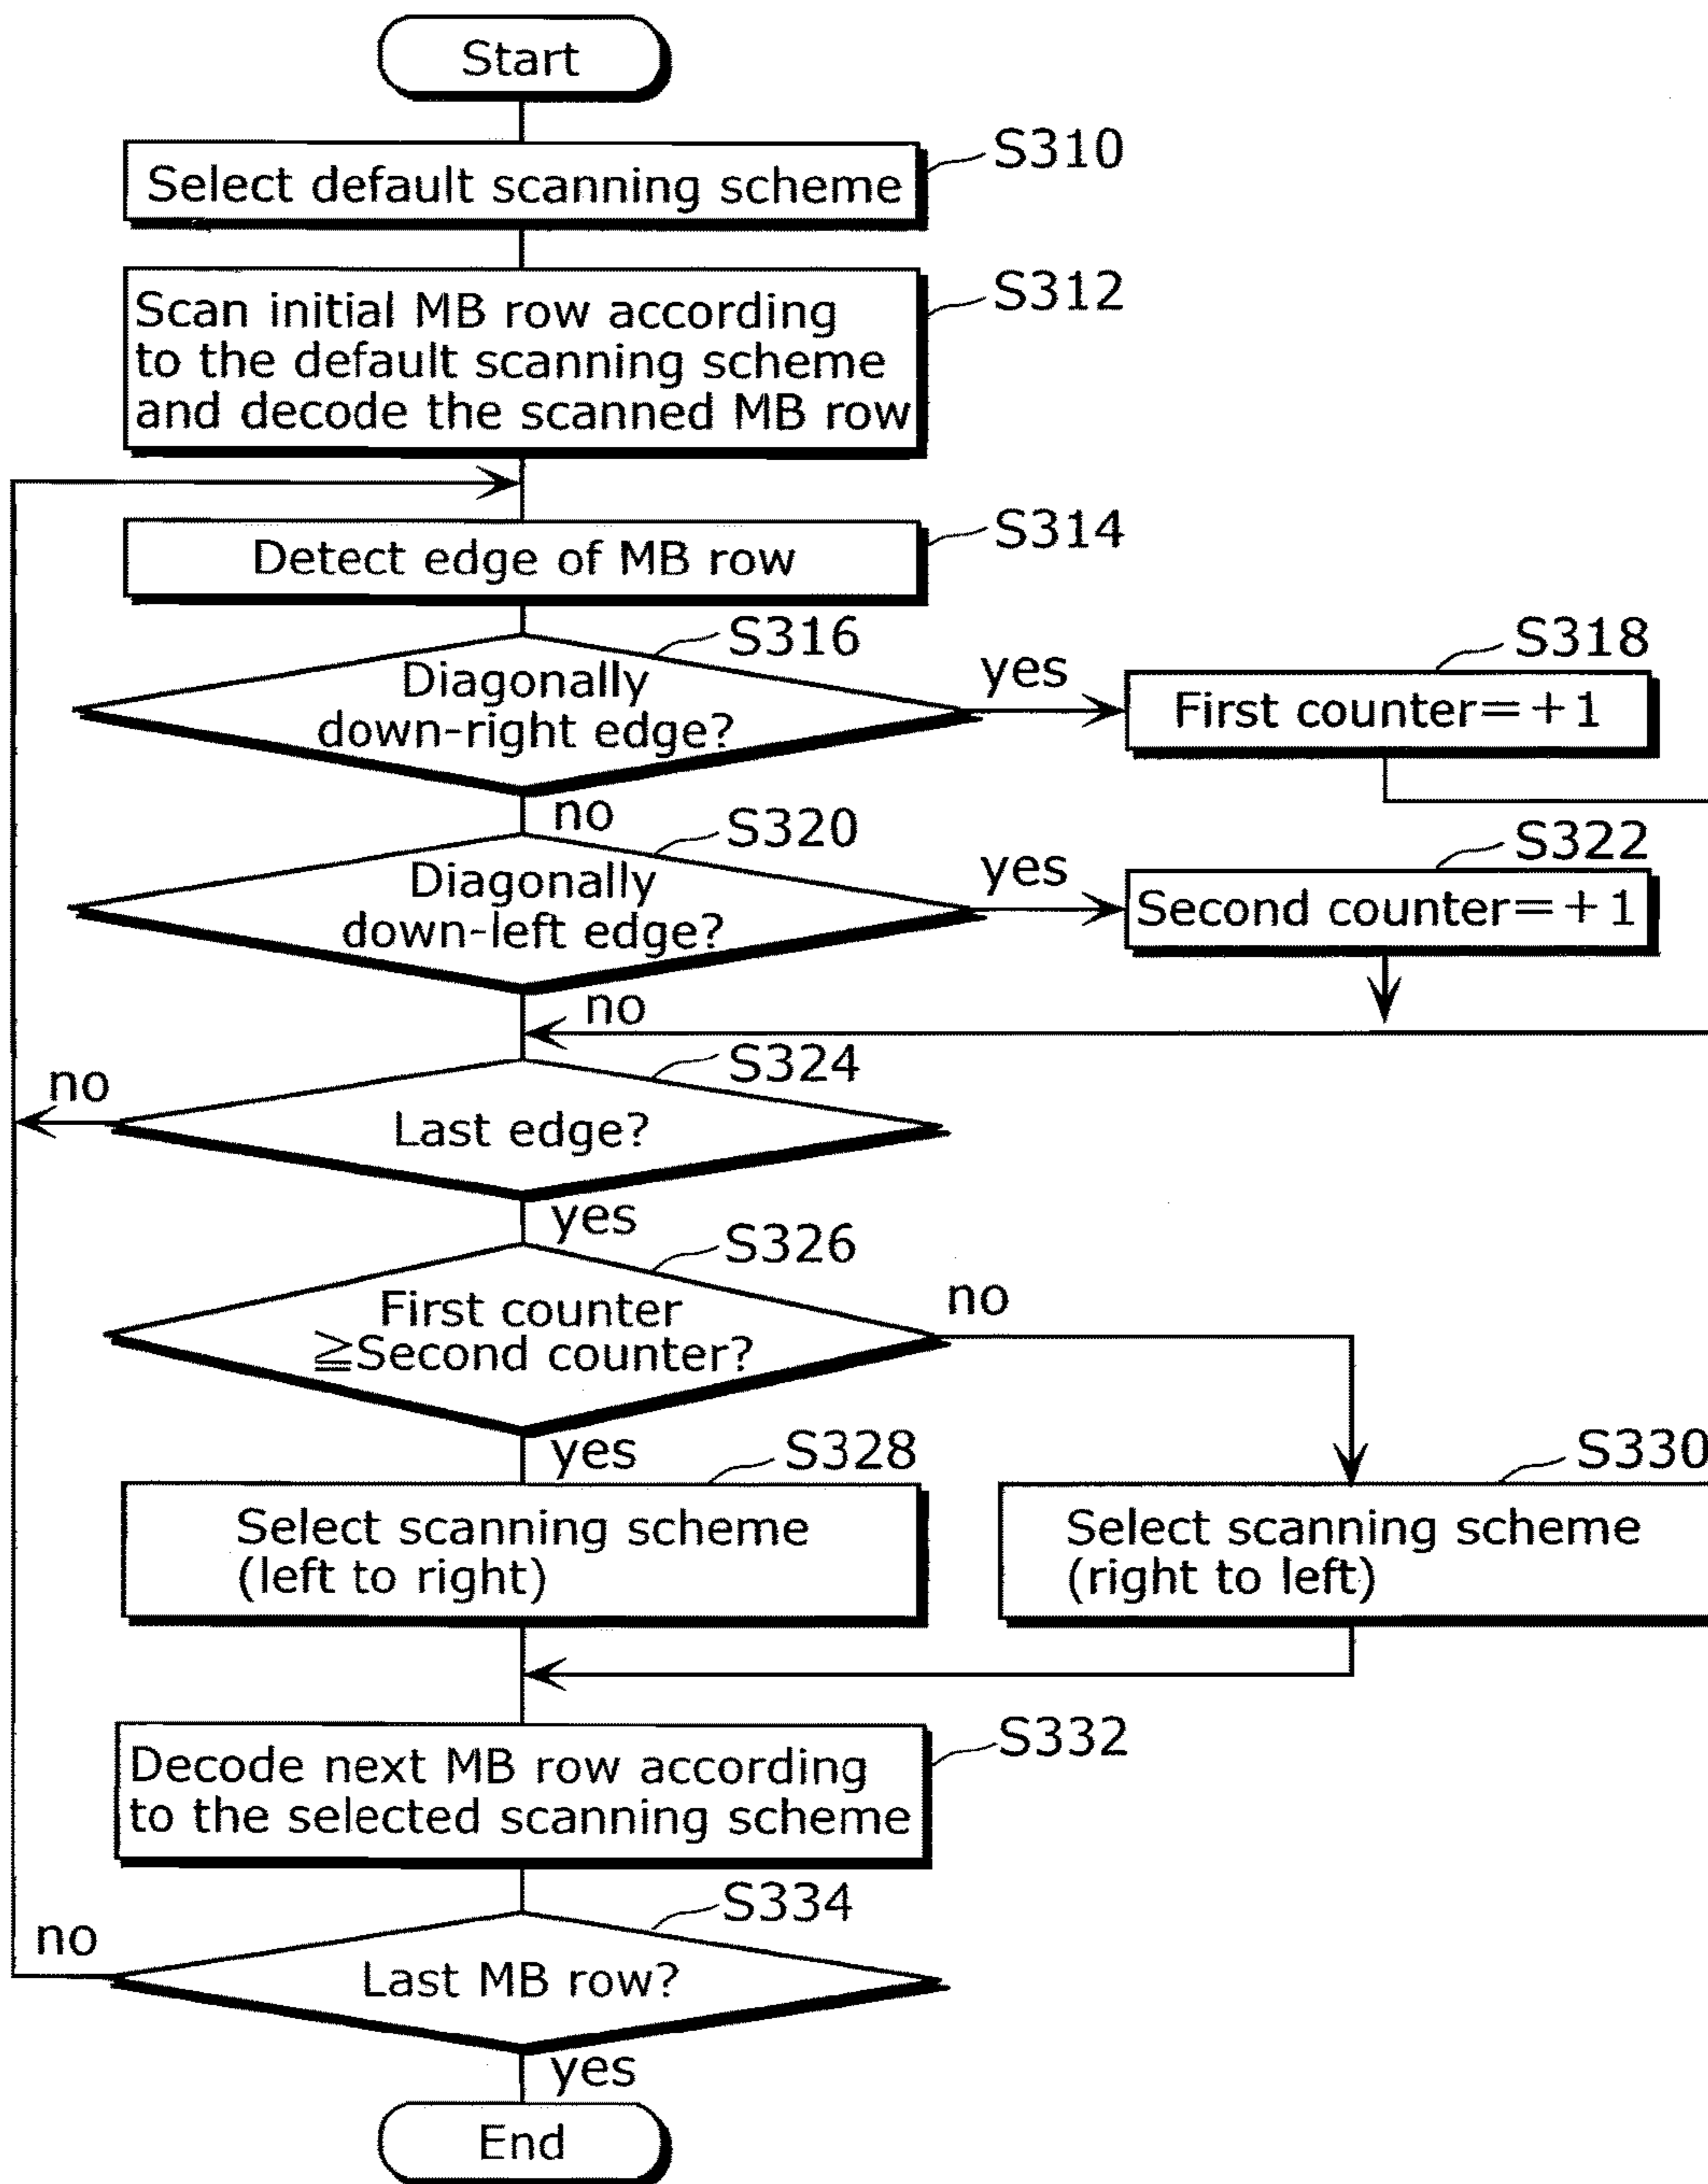 Start
S310
Select default scanning scheme
S312
Scan initial MB row according
to the default scanning scheme
and decode the scanned MB row
S314
Detect edge of MB row
S316
Diagonally
down-right edge?
yes
S318
First counter=+1
no
S320
Diagonally
down-left edge?
yes
S322
Second counter=+1
no
S324
Last edge?
no
yes
S326
First counter
≧Second counter?
no
yes
S328
Select scanning scheme
(left to right)
S330
Select scanning scheme
(right to left)
S332
Decode next MB row according
to the selected scanning scheme
S334
Last MB row?
no
yes
End